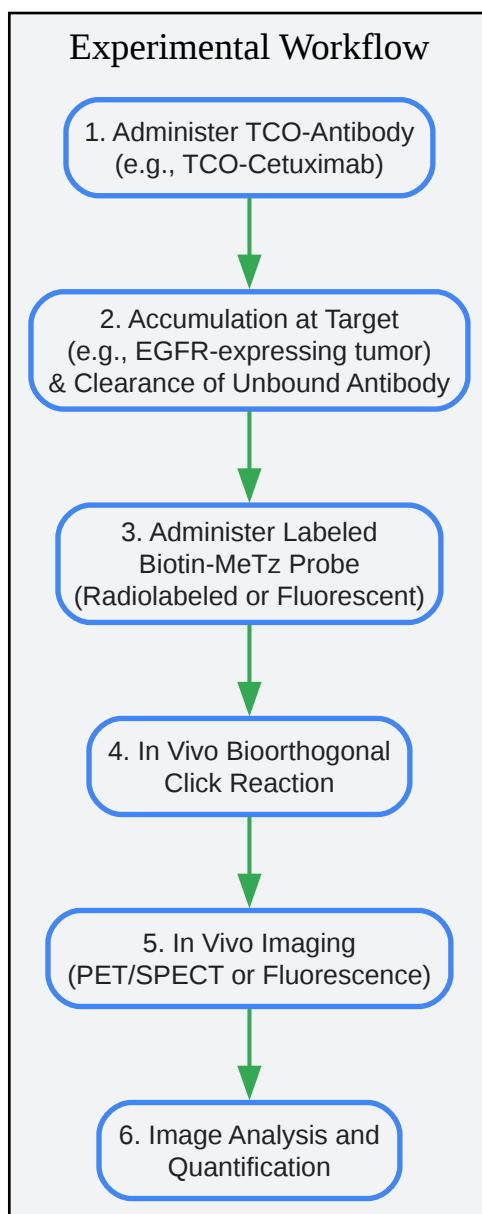 Experimental Workflow
1. Administer TCO-Antibody
(e.g., TCO-Cetuximab)
2. Accumulation at Target
(e.g., EGFR-expressing tumor)
& Clearance of Unbound Antibody
3. Administer Labeled
Biotin-MeTz Probe
(Radiolabeled or Fluorescent)
4. In Vivo Bioorthogonal
Click Reaction
5. In Vivo Imaging
(PET/SPECT or Fluorescence)
6. Image Analysis and
Quantification